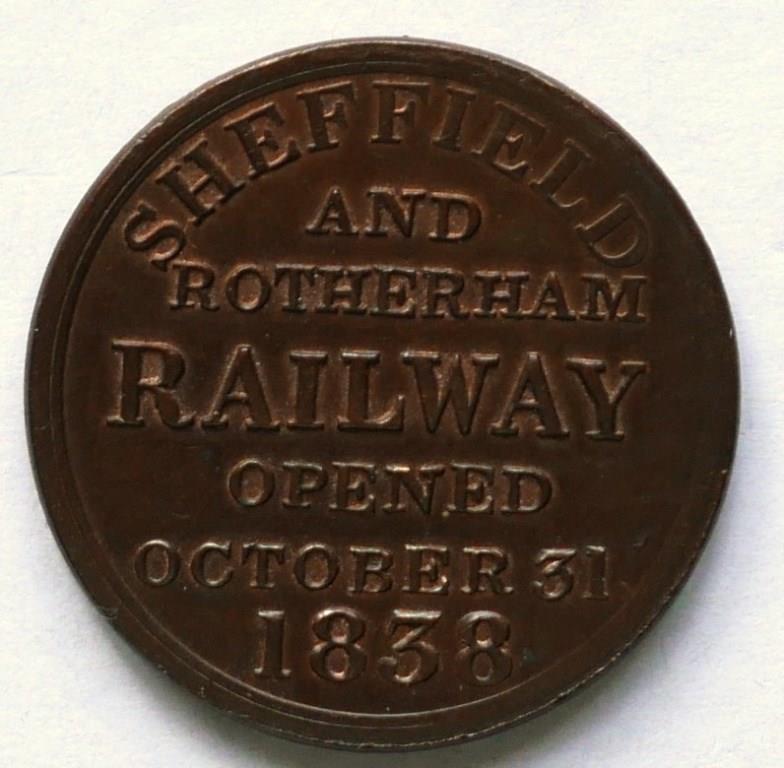 SHEFFIELD
AND
ROTHERHAM
RAILWAY
OPENED
OCTOBER 31
1838